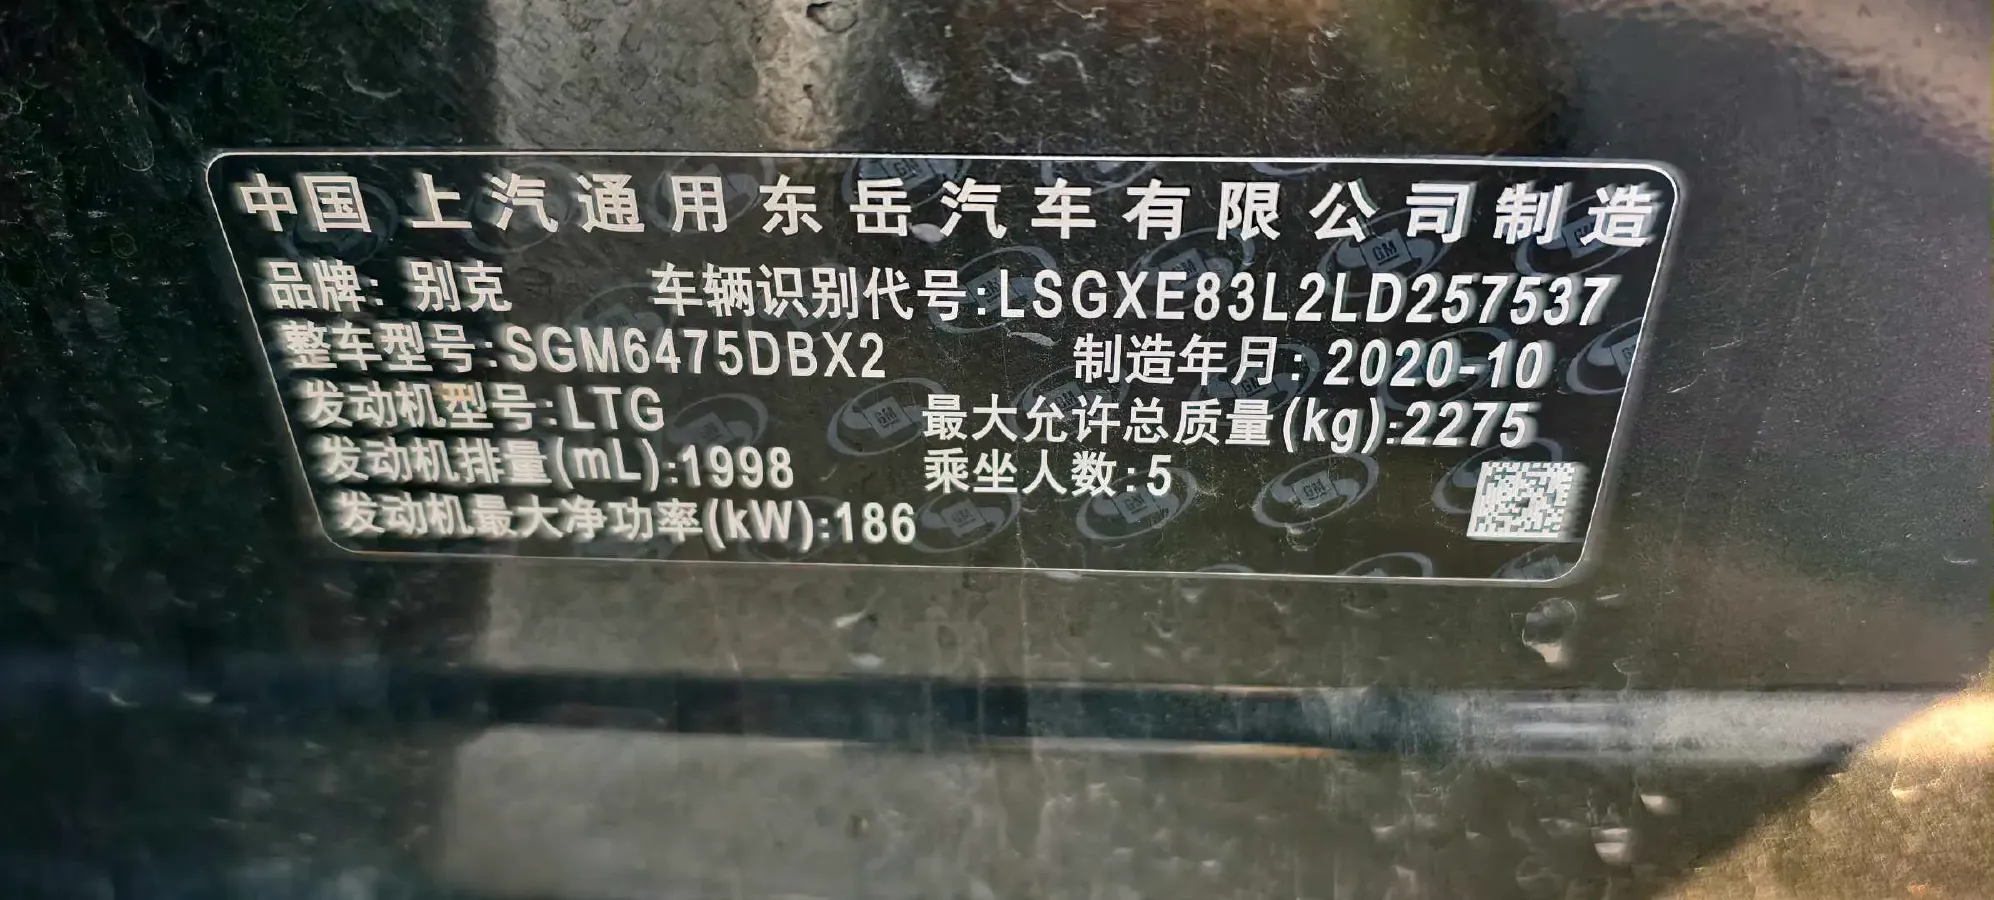 中国 上汽通用东岳汽车有限公司制造
品牌: 别克 车辆识别代号:LSGXE83L2LD257537
整车型号:SGM6475DBX2 制造年月: 2020-10
发动机型号:LTG 最大允许总质量(kg):2275
发动机排量(mL):1998 乘坐人数:5
发动机最大净功率(kW):186
GM